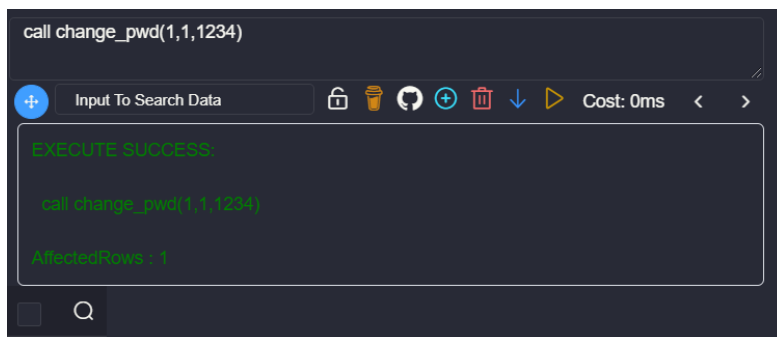 call change_pwd(1,1,1234)
Input To Search Data
Cost: 0ms
EXECUTE SUCCESS:
call change_pwd(1,1,1234)
AffectedRows : 1